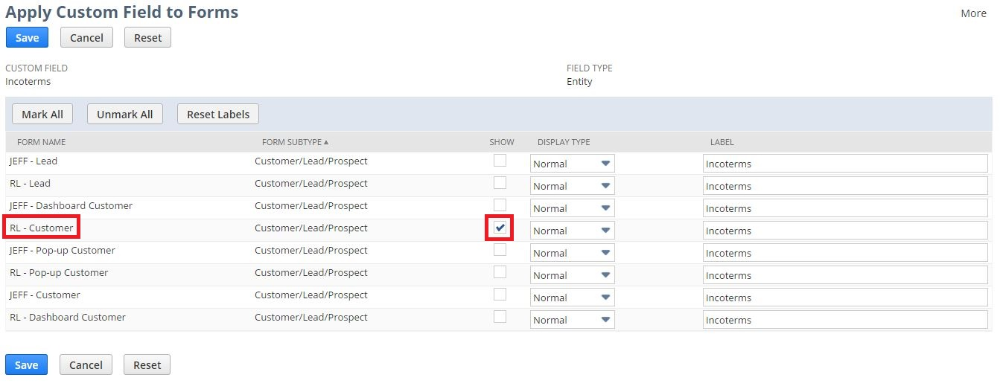 Apply Custom Field to Forms
More
Save Cancel Reset
CUSTOM FIELD FIELD TYPE
Incoterms Entity
Mark All Unmark All Reset Labels
FORM NAME FORM SUBTYPE SHOW DISPLAY TYPE LABEL
JEFF - Lead Customer/Lead/Prospect Normal Incoterms
RL - Lead Customer/Lead/Prospect Normal Incoterms
JEFF - Dashboard Customer Customer/Lead/Prospect Normal Incoterms
RL - Customer Customer/Lead/Prospect Normal Incoterms
JEFF - Pop-up Customer Customer/Lead/Prospect Normal Incoterms
RL - Pop-up Customer Customer/Lead/Prospect Normal Incoterms
JEFF - Customer Customer/Lead/Prospect Normal Incoterms
RL - Dashboard Customer Customer/Lead/Prospect Normal Incoterms
Save Cancel Reset